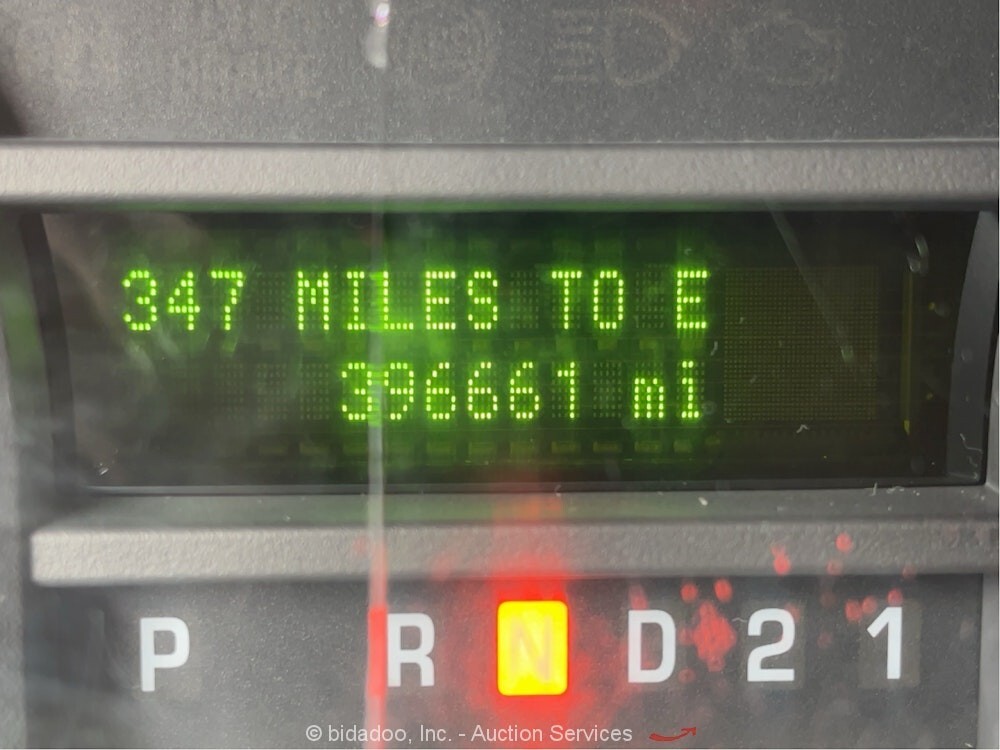 347 MILES TO E
396661 mi
P R N D 2 1
© bidadoo, Inc. - Auction Services